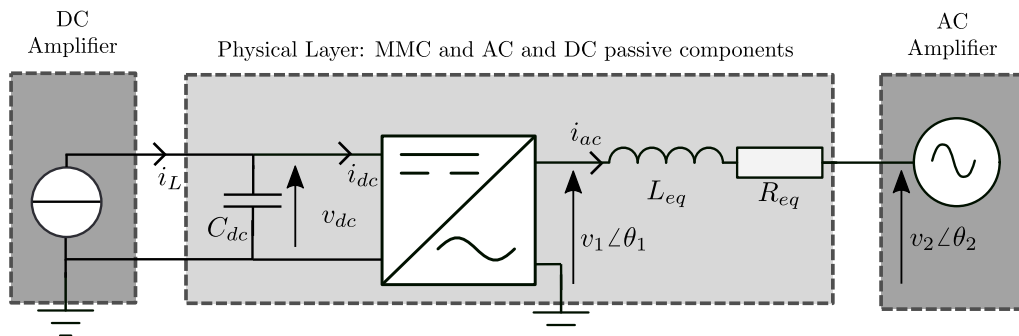 DC
Amplifier
Physical Layer: MMC and AC and DC passive components
AC
Amplifier
i_L
C_dc
v_dc
i_dc
i_ac
L_eq
R_eq
v_1∠θ_1
v_2∠θ_2